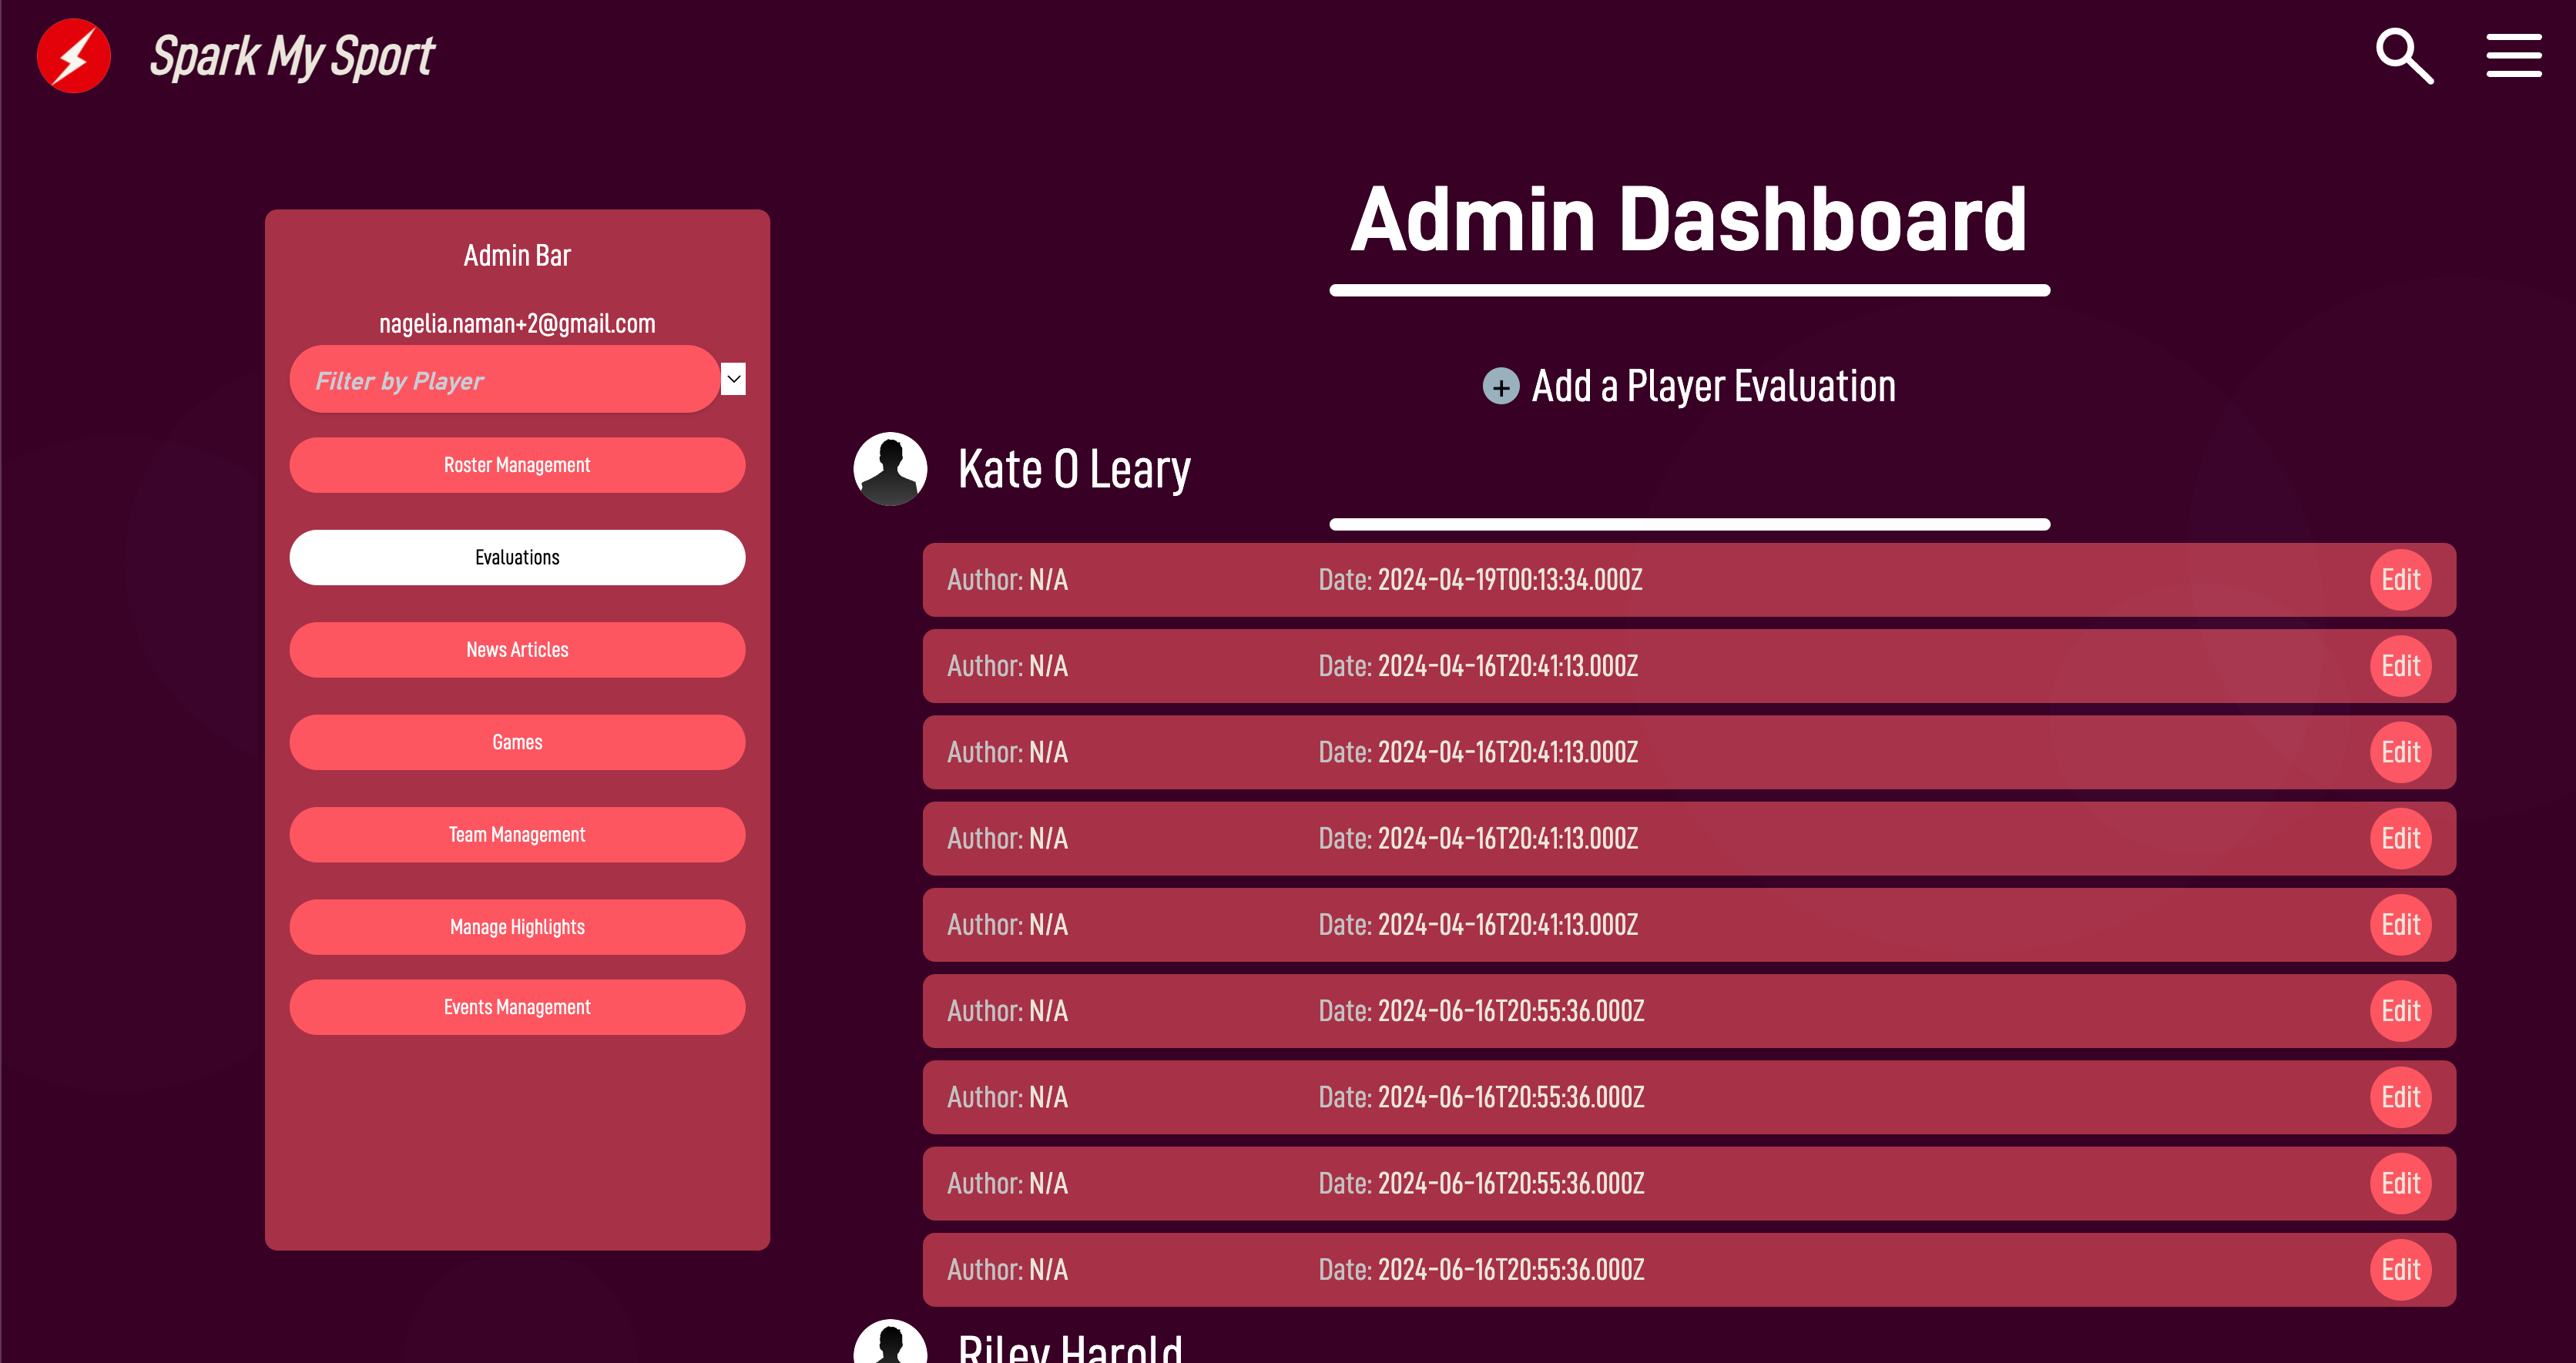 Spark My Sport
Admin Bar
nagelia.naman+2@gmail.com
Filter by Player
Roster Management
Evaluations
News Articles
Games
Team Management
Manage Highlights
Events Management
Admin Dashboard
+ Add a Player Evaluation
Kate O Leary
Author: N/A Date: 2024-04-19T00:13:34.000Z Edit
Author: N/A Date: 2024-04-16T20:41:13.000Z Edit
Author: N/A Date: 2024-04-16T20:41:13.000Z Edit
Author: N/A Date: 2024-04-16T20:41:13.000Z Edit
Author: N/A Date: 2024-04-16T20:41:13.000Z Edit
Author: N/A Date: 2024-06-16T20:55:36.000Z Edit
Author: N/A Date: 2024-06-16T20:55:36.000Z Edit
Author: N/A Date: 2024-06-16T20:55:36.000Z Edit
Author: N/A Date: 2024-06-16T20:55:36.000Z Edit
Riley Harold